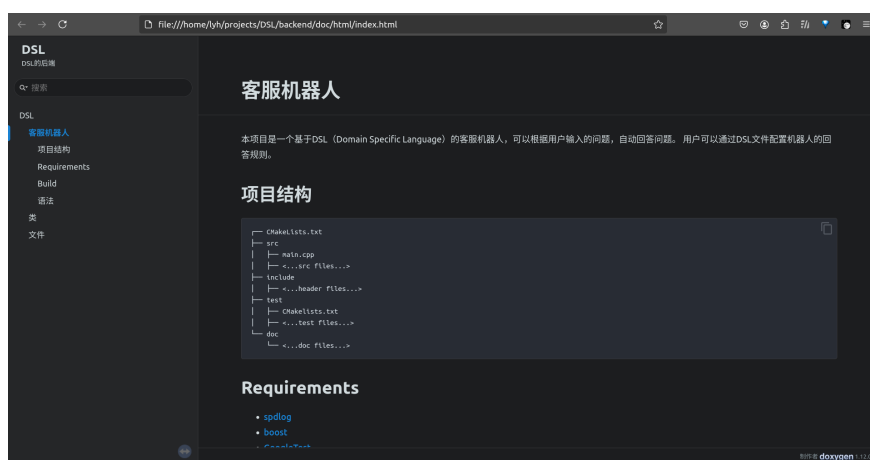 file:///home/lyh/projects/DSL/backend/doc/html/index.html
DSL
DSL的后端
搜索
DSL
客服机器人
项目结构
Requirements
Build
语法
类
文件
客服机器人
本项目是一个基于DSL（Domain Specific Language）的客服机器人，可以根据用户输入的问题，自动回答问题。 用户可以通过DSL文件配置机器人的回
答规则。
项目结构
┌── CMakeLists.txt
├── src
│   ├── main.cpp
│   ├── <...src files...>
├── include
│   ├── <...header files...>
├── test
│   ├── CMakelists.txt
│   ├── <...test files...>
└── doc
    └── <...doc files...>
Requirements
• spdlog
• boost
• GoogleTest
制作者 doxygen 1.12.0